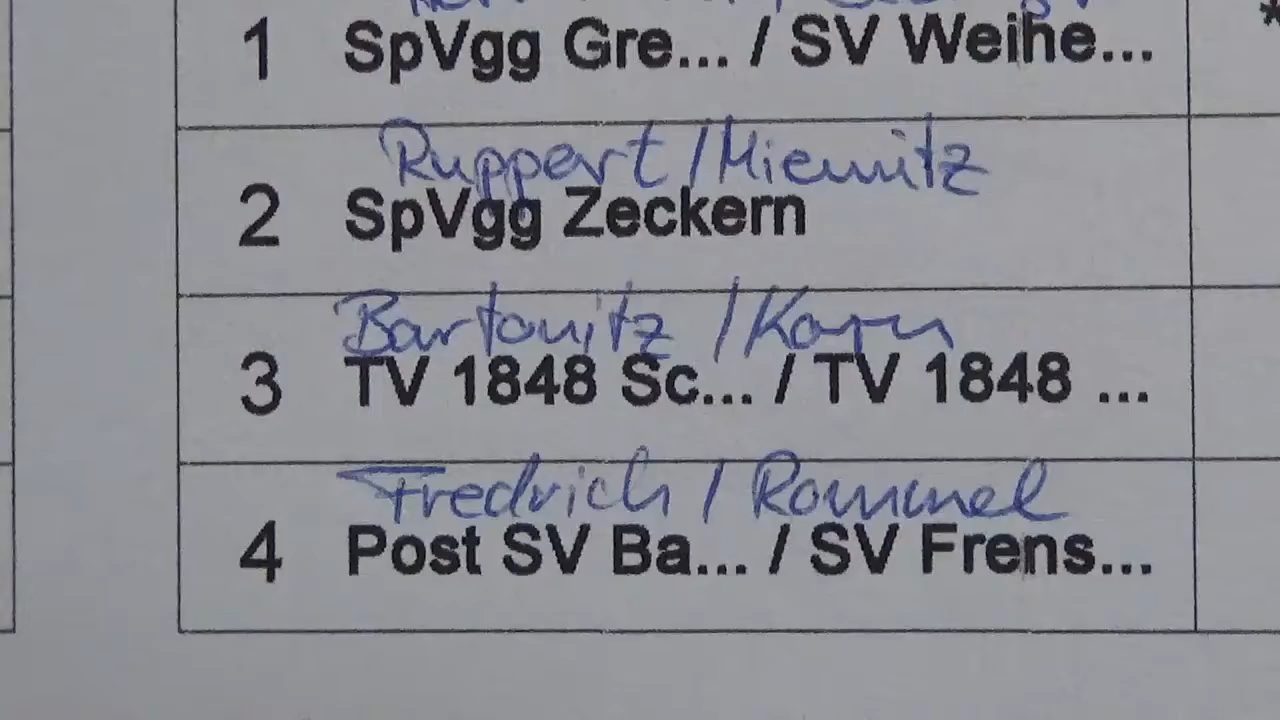 1 SpVgg Gre... / SV Weihe...
Ruppert / Miemitz
2 SpVgg Zeckern
Bartonitz / Korn
3 TV 1848 Sc... / TV 1848 ...
Fredrich / Rommel
4 Post SV Ba... / SV Frens...